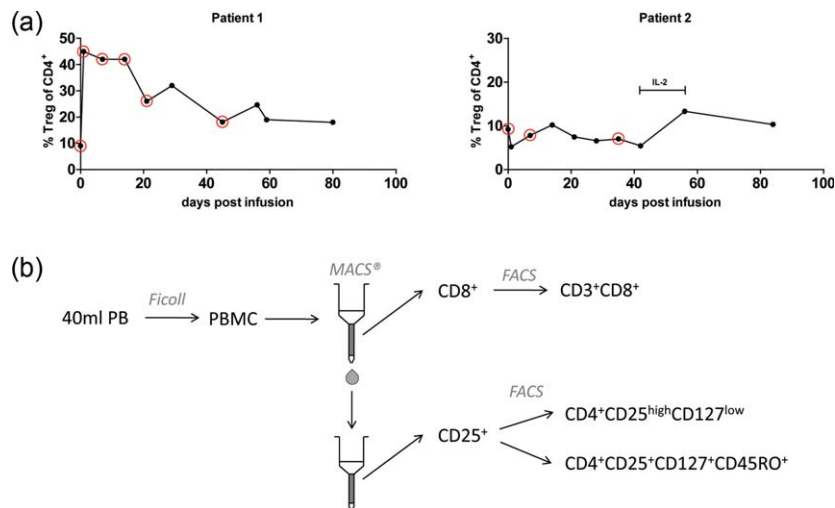 (a)
Patient 1
% Treg of CD4⁺
50
40
30
20
10
0
0 20 40 60 80 100
days post infusion
Patient 2
% Treg of CD4⁺
30
20
10
0
IL-2
0 20 40 60 80 100
days post infusion
(b)
40ml PB
Ficoll
PBMC
MACS®
CD8⁺
FACS
CD3⁺CD8⁺
CD25⁺
FACS
CD4⁺CD25ʰⁱᵍʰCD127ˡᵒʷ
CD4⁺CD25⁺CD127⁺CD45RO⁺